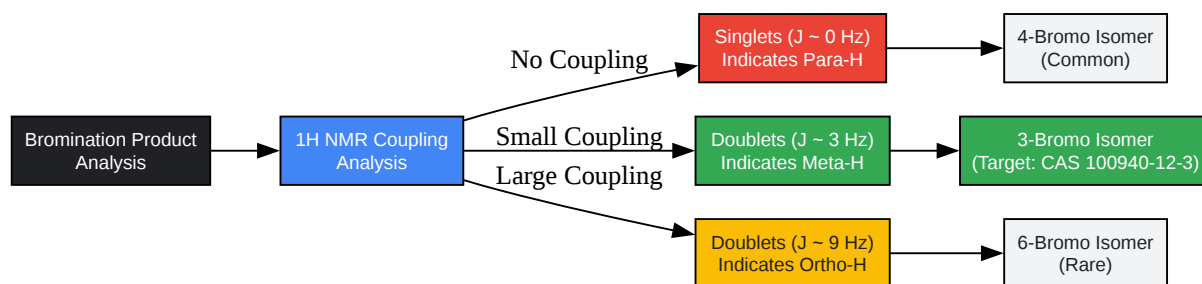 Bromination Product
Analysis
1H NMR Coupling
Analysis
No Coupling
Small Coupling
Large Coupling
Singlets (J ~ 0 Hz)
Indicates Para-H
4-Bromo Isomer
(Common)
Doublets (J ~ 3 Hz)
Indicates Meta-H
3-Bromo Isomer
(Target: CAS 100940-12-3)
Doublets (J ~ 9 Hz)
Indicates Ortho-H
6-Bromo Isomer
(Rare)